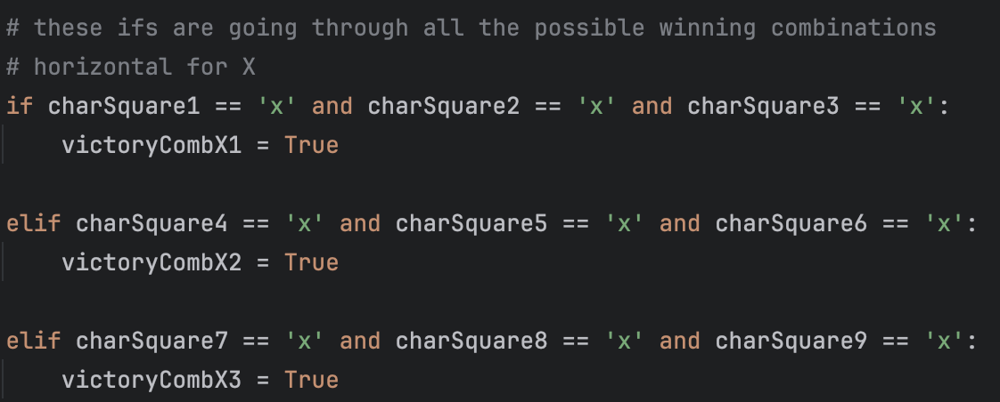 # these ifs are going through all the possible winning combinations
# horizontal for X
if charSquare1 == 'x' and charSquare2 == 'x' and charSquare3 == 'x':
    victoryCombX1 = True
elif charSquare4 == 'x' and charSquare5 == 'x' and charSquare6 == 'x':
    victoryCombX2 = True
elif charSquare7 == 'x' and charSquare8 == 'x' and charSquare9 == 'x':
    victoryCombX3 = True